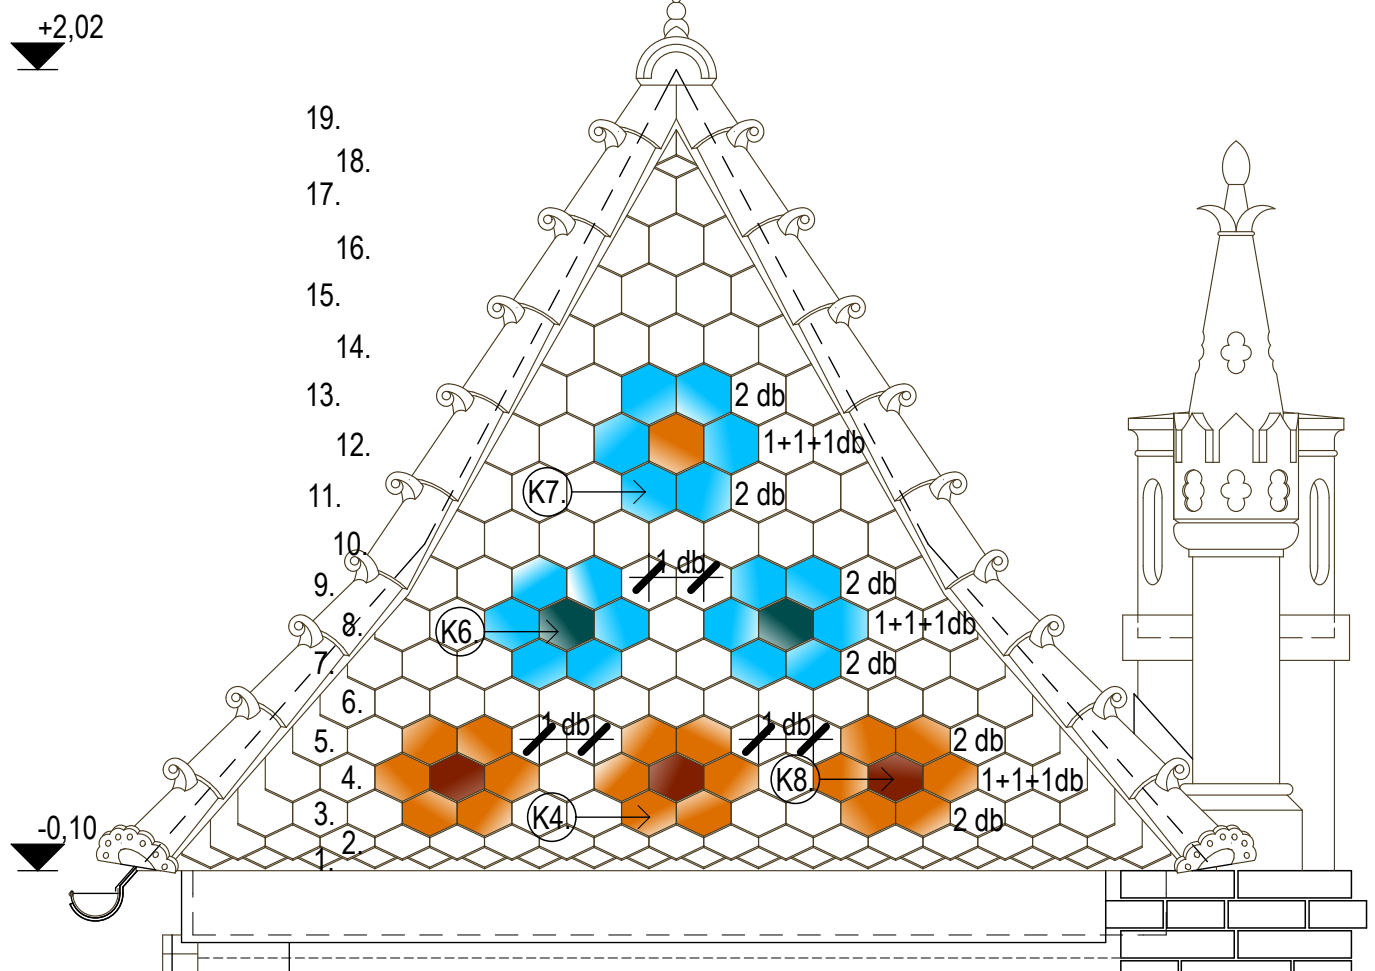 +2,02
19.
18.
17.
16.
15.
14.
13.
2 db
12.
1+1+1db
11.
K7.
2 db
10.
1 db
9.
2 db
8.
K6.
1+1+1db
7.
2 db
6.
1 db
1 db
5.
2 db
4.
K8.
1+1+1db
3.
K4.
2 db
-0,10
2.
1.